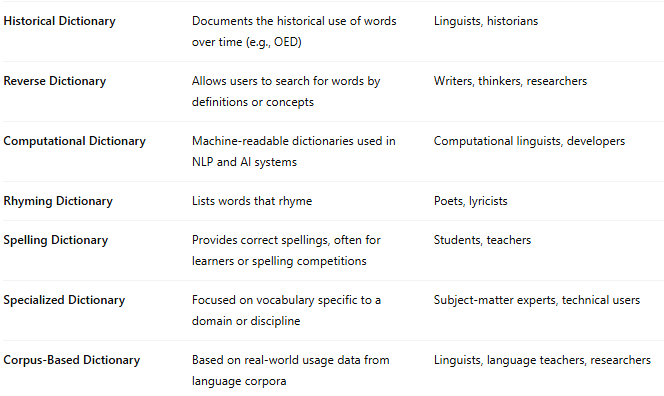 Historical Dictionary Documents the historical use of words Linguists, historians
over time (e.g., OED)
Reverse Dictionary Allows users to search for words by Writers, thinkers, researchers
definitions or concepts
Computational Dictionary Machine-readable dictionaries used in Computational linguists, developers
NLP and AI systems
Rhyming Dictionary Lists words that rhyme Poets, lyricists
Spelling Dictionary Provides correct spellings, often for Students, teachers
learners or spelling competitions
Specialized Dictionary Focused on vocabulary specific to a Subject-matter experts, technical users
domain or discipline
Corpus-Based Dictionary Based on real-world usage data from Linguists, language teachers, researchers
language corpora